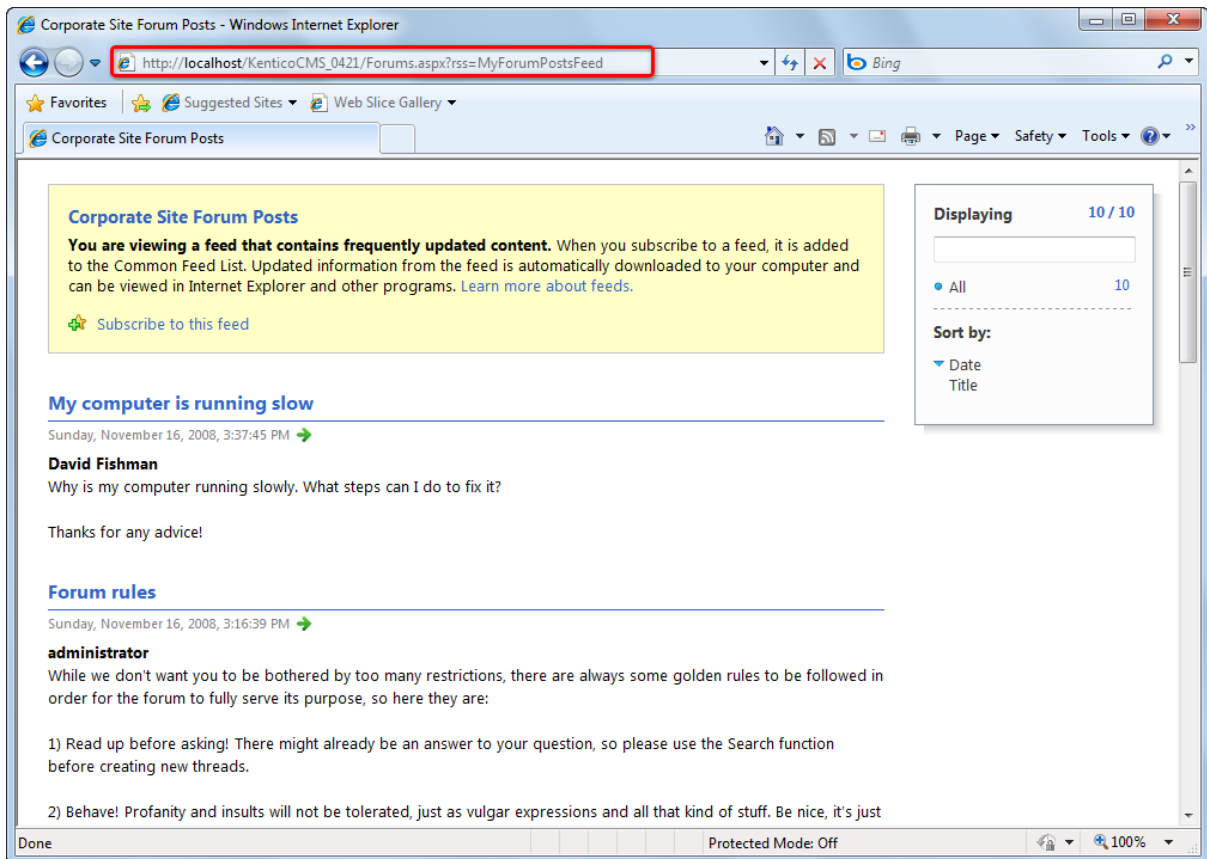 Corporate Site Forum Posts - Windows Internet Explorer
http://localhost/KenticoCMS_0421/Forums.aspx?rss=MyForumPostsFeed
Bing
Favorites
Suggested Sites
Web Slice Gallery
Corporate Site Forum Posts
Page
Safety
Tools
Corporate Site Forum Posts
You are viewing a feed that contains frequently updated content. When you subscribe to a feed, it is added
to the Common Feed List. Updated information from the feed is automatically downloaded to your computer and
can be viewed in Internet Explorer and other programs. Learn more about feeds.
Subscribe to this feed
Displaying 10 / 10
All 10
Sort by:
Date
Title
My computer is running slow
Sunday, November 16, 2008, 3:37:45 PM
David Fishman
Why is my computer running slowly. What steps can I do to fix it?
Thanks for any advice!
Forum rules
Sunday, November 16, 2008, 3:16:39 PM
administrator
While we don't want you to be bothered by too many restrictions, there are always some golden rules to be followed in
order for the forum to fully serve its purpose, so here they are:
1) Read up before asking! There might already be an answer to your question, so please use the Search function
before creating new threads.
2) Behave! Profanity and insults will not be tolerated, just as vulgar expressions and all that kind of stuff. Be nice, it's just
Done
Protected Mode: Off
100%